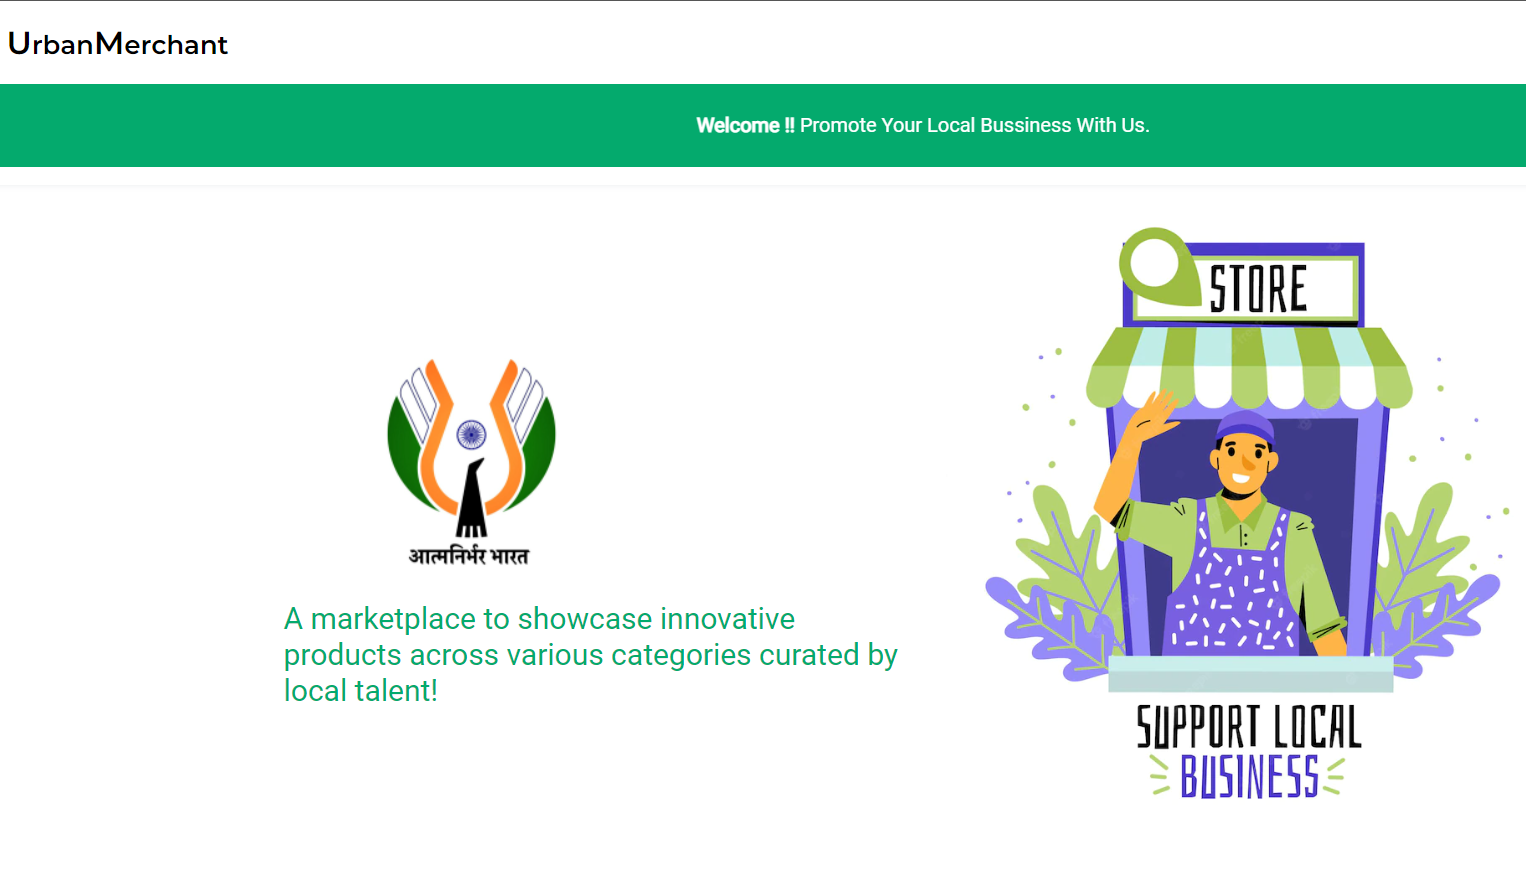 UrbanMerchant
Welcome !! Promote Your Local Bussiness With Us.
STORE
आत्मनिर्भर भारत
A marketplace to showcase innovative
products across various categories curated by
local talent!
SUPPORT LOCAL
BUSINESS